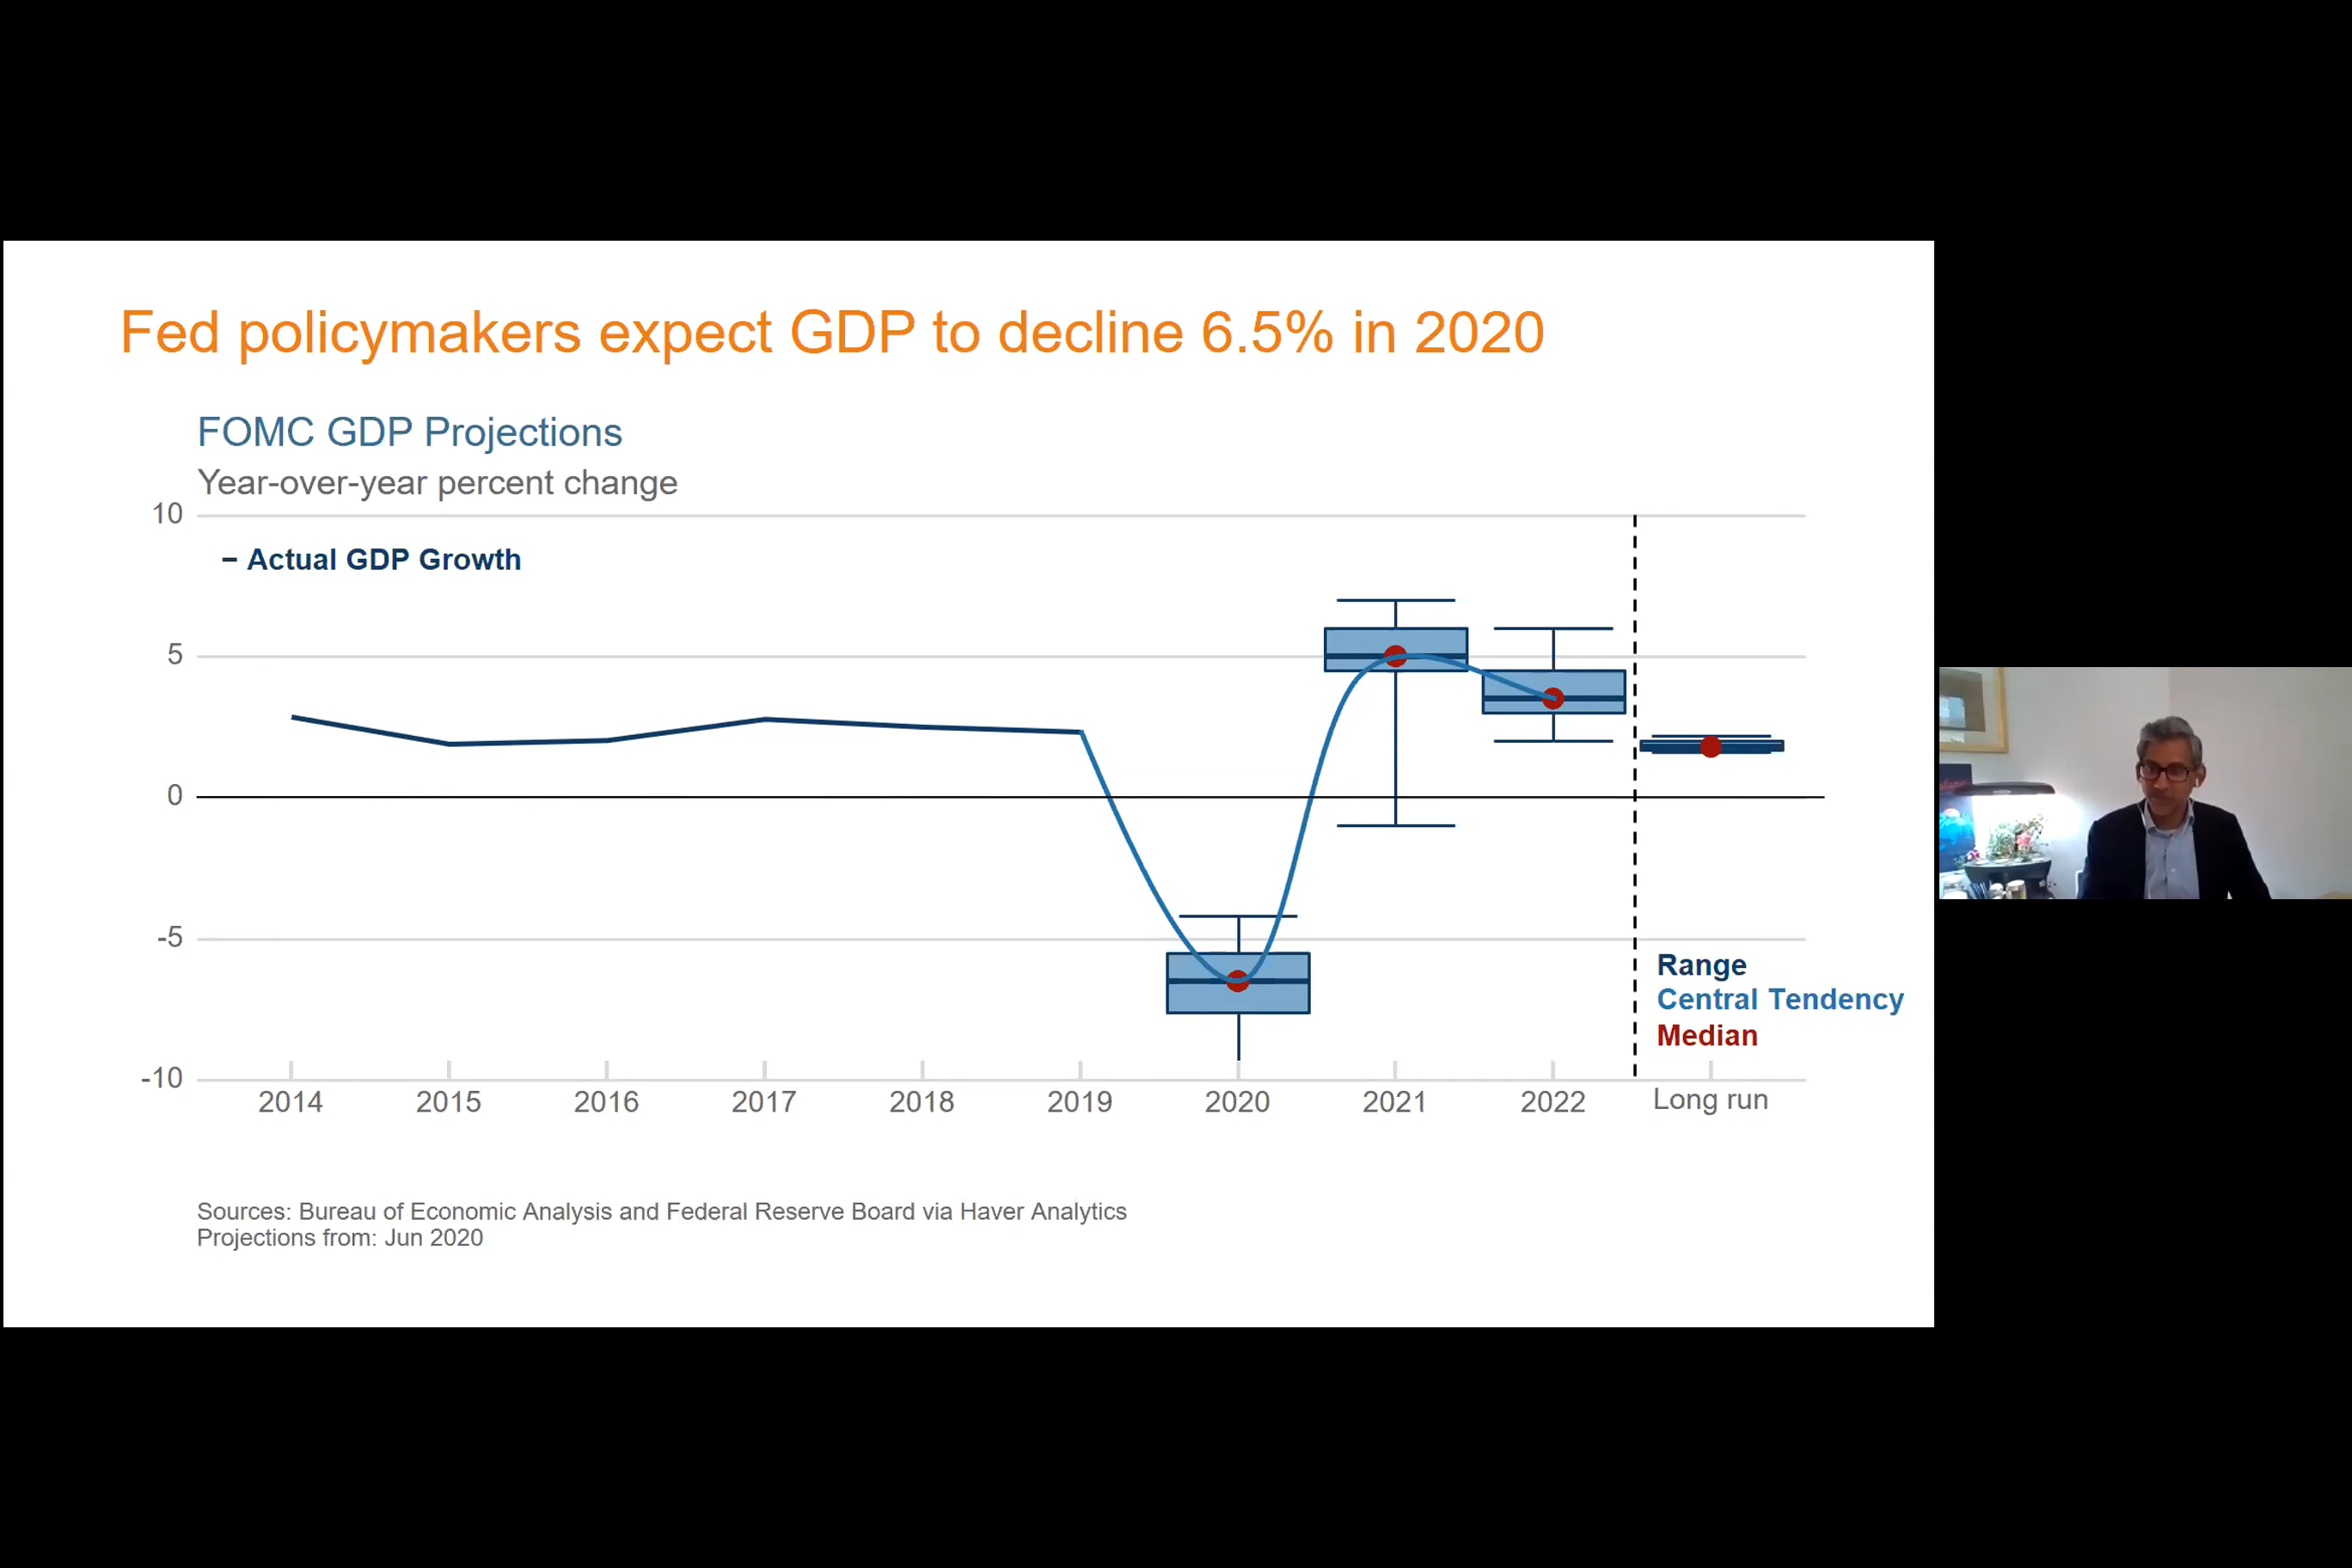 Fed policymakers expect GDP to decline 6.5% in 2020
FOMC GDP Projections
Year-over-year percent change
10
– Actual GDP Growth
5
0
-5
-10
Range
Central Tendency
Median
2014 2015 2016 2017 2018 2019 2020 2021 2022 Long run
Sources: Bureau of Economic Analysis and Federal Reserve Board via Haver Analytics
Projections from: Jun 2020